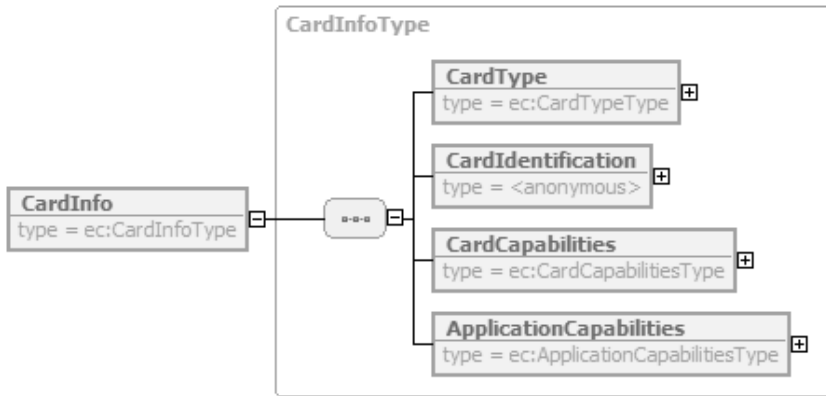 CardInfoType
CardType
type = ec:CardTypeType
CardIdentification
type = <anonymous>
CardInfo
type = ec:CardInfoType
CardCapabilities
type = ec:CardCapabilitiesType
ApplicationCapabilities
type = ec:ApplicationCapabilitiesType